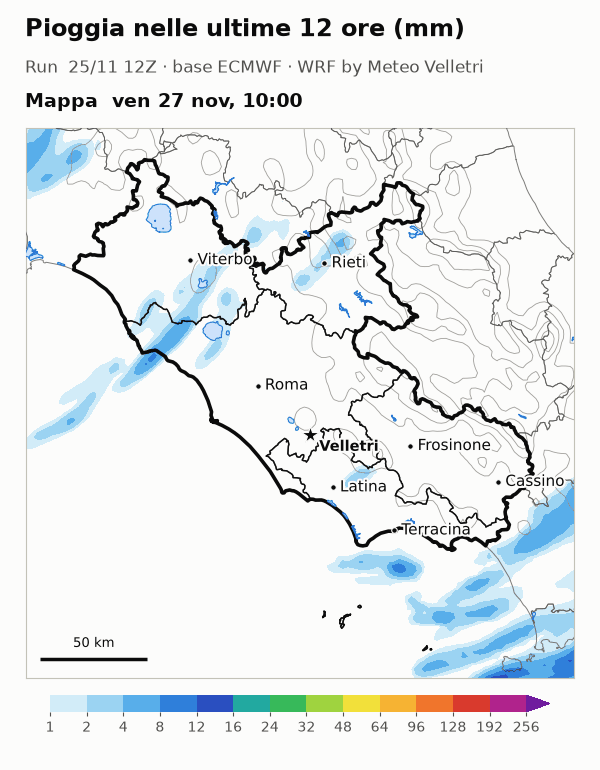 Pioggia nelle ultime 12 ore (mm)
Run  25/11 12Z · base ECMWF · WRF by Meteo Velletri
Mappa  ven 27 nov, 10:00
Viterbo
Rieti
Roma
Velletri
Frosinone
Latina
Cassino
Terracina
50 km
1 2 4 8 12 16 24 32 48 64 96 128 192 256